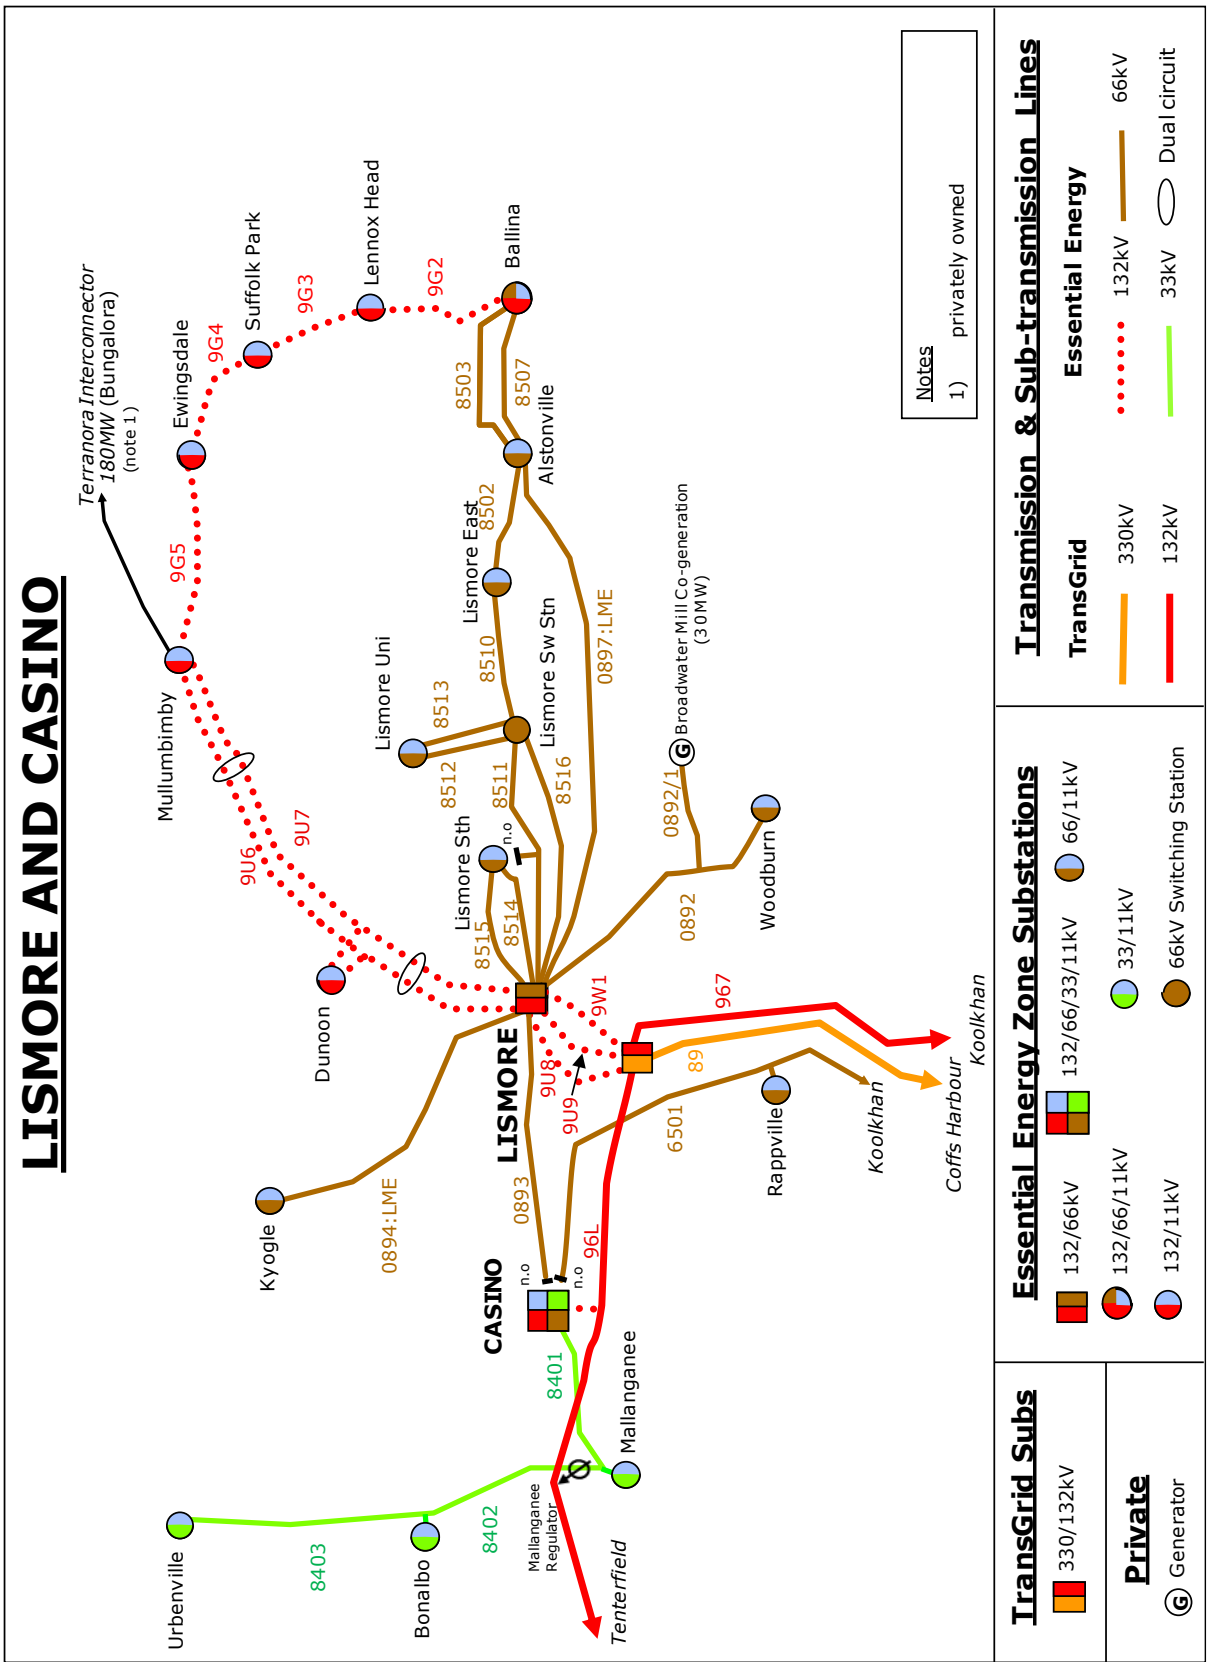 LISMORE AND CASINO
Terranora Interconnector
180MW (Bungalora)
(note 1)
Mullumbimby
9G5
Ewingsdale
9G4
Suffolk Park
9G3
Lennox Head
9G2
Ballina
8503
8507
Alstonville
8502
Lismore East
8510
Lismore Sw Stn
Lismore Uni
8513
8512
8511
8516
0897:LME
Lismore Sth
n.o
8515
8514
9U6
9U7
Dunoon
Broadwater Mill Co-generation
(30MW)
G
0892/1
0892
Woodburn
LISMORE
9U8
9U9
9W1
967
89
Koolkhan
Coffs Harbour
Koolkhan
6501
Rappville
Kyogle
0894:LME
0893
CASINO
n.o
n.o
96L
8401
Mallanganee
Mallanganee
Regulator
Tenterfield
Urbenville
8403
Bonalbo
8402
Notes
1) privately owned
TransGrid Subs
330/132kV
Private
G Generator
Essential Energy Zone Substations
132/66kV
132/66/33/11kV
66/11kV
132/66/11kV
33/11kV
132/11kV
66kV Switching Station
Transmission & Sub-transmission Lines
TransGrid
Essential Energy
330kV
132kV
66kV
132kV
33kV
Dual circuit